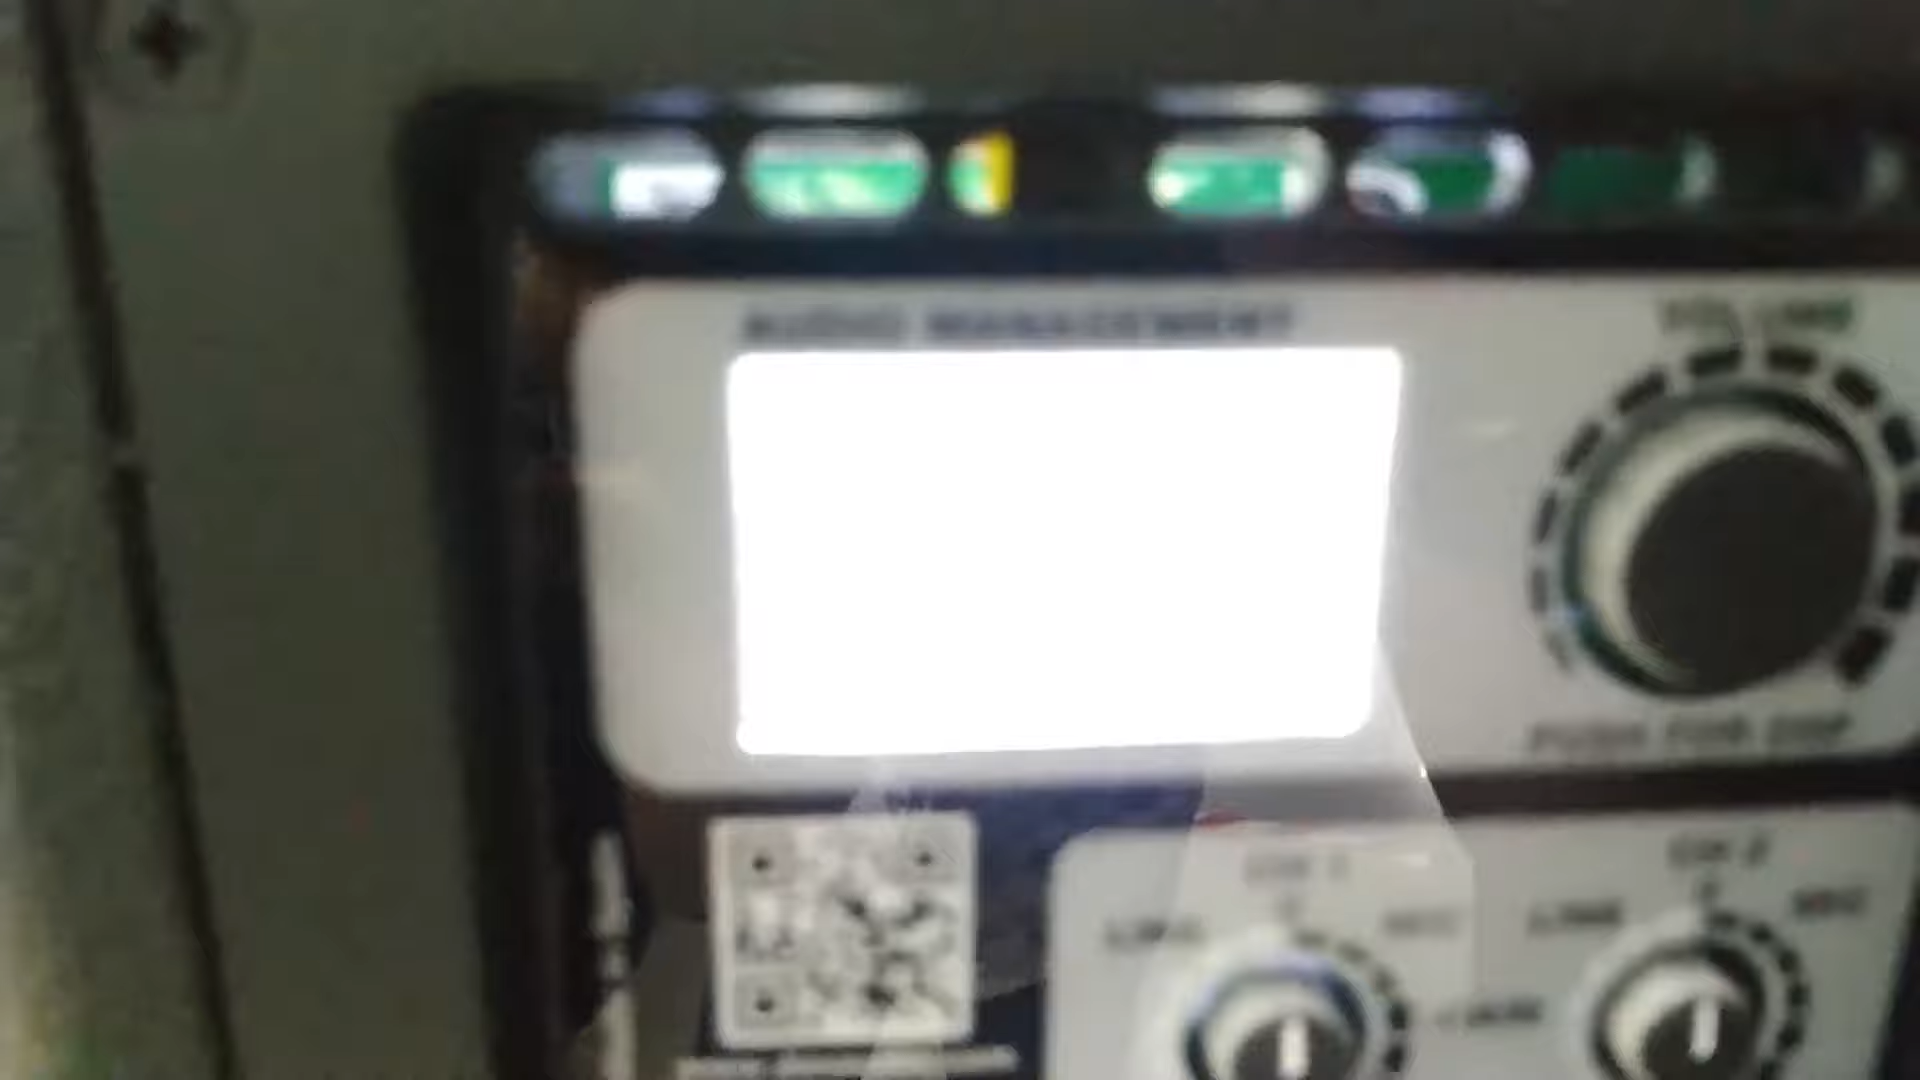 AUDIO MANAGEMENT
VOLUME
PUSH FOR DSP
CH 1
CH 2
LINE
MIC
LINE
MIC